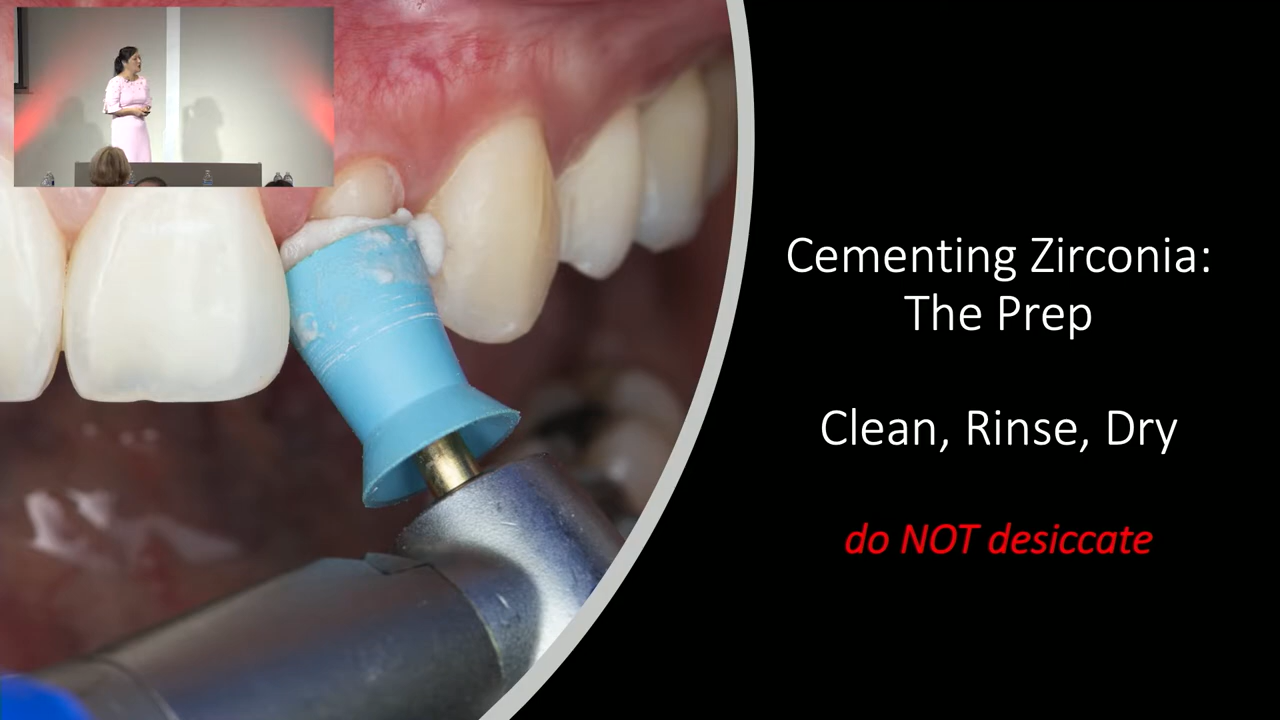 Cementing Zirconia:
The Prep
Clean, Rinse, Dry
do NOT desiccate